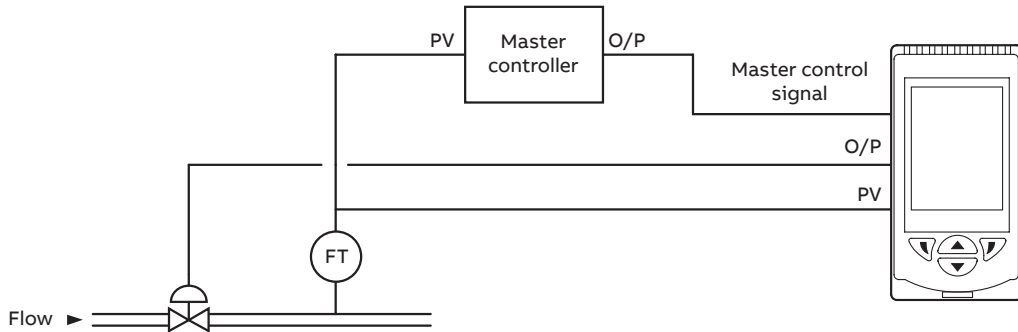 PV
Master
controller
O/P
Master control
signal
O/P
PV
FT
Flow